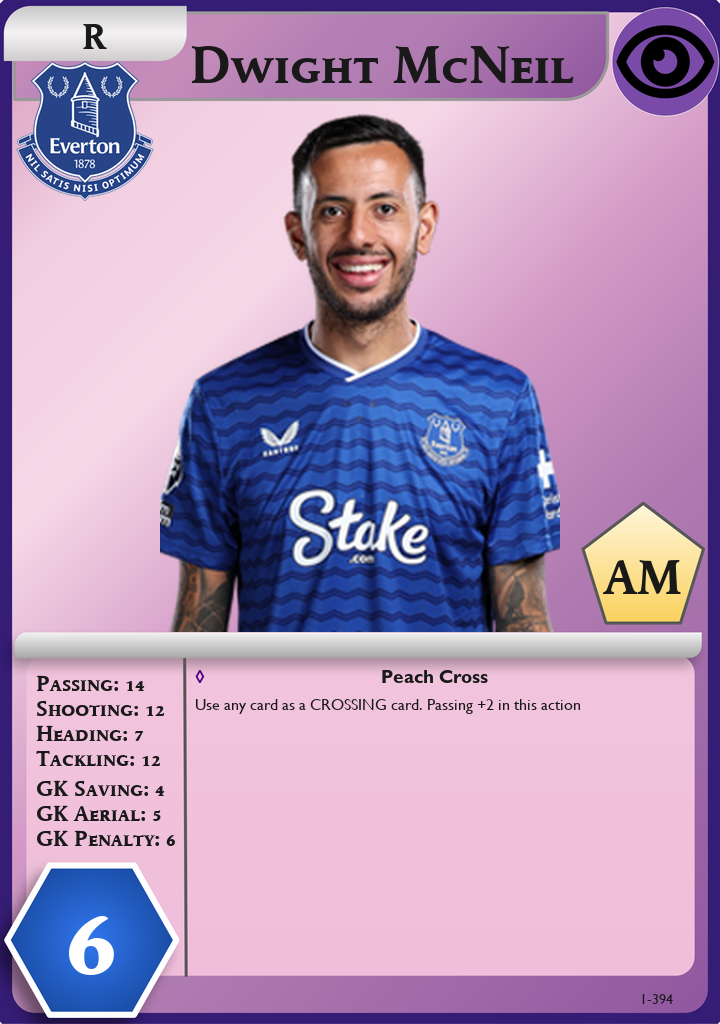 R
Dwight McNeil
Everton
1878
NIL SATIS NISI OPTIMUM
Stake
.com
AM
Passing: 14
Shooting: 12
Heading: 7
Tackling: 12
GK Saving: 4
GK Aerial: 5
GK Penalty: 6
6
Peach Cross
Use any card as a CROSSING card. Passing +2 in this action
1-394